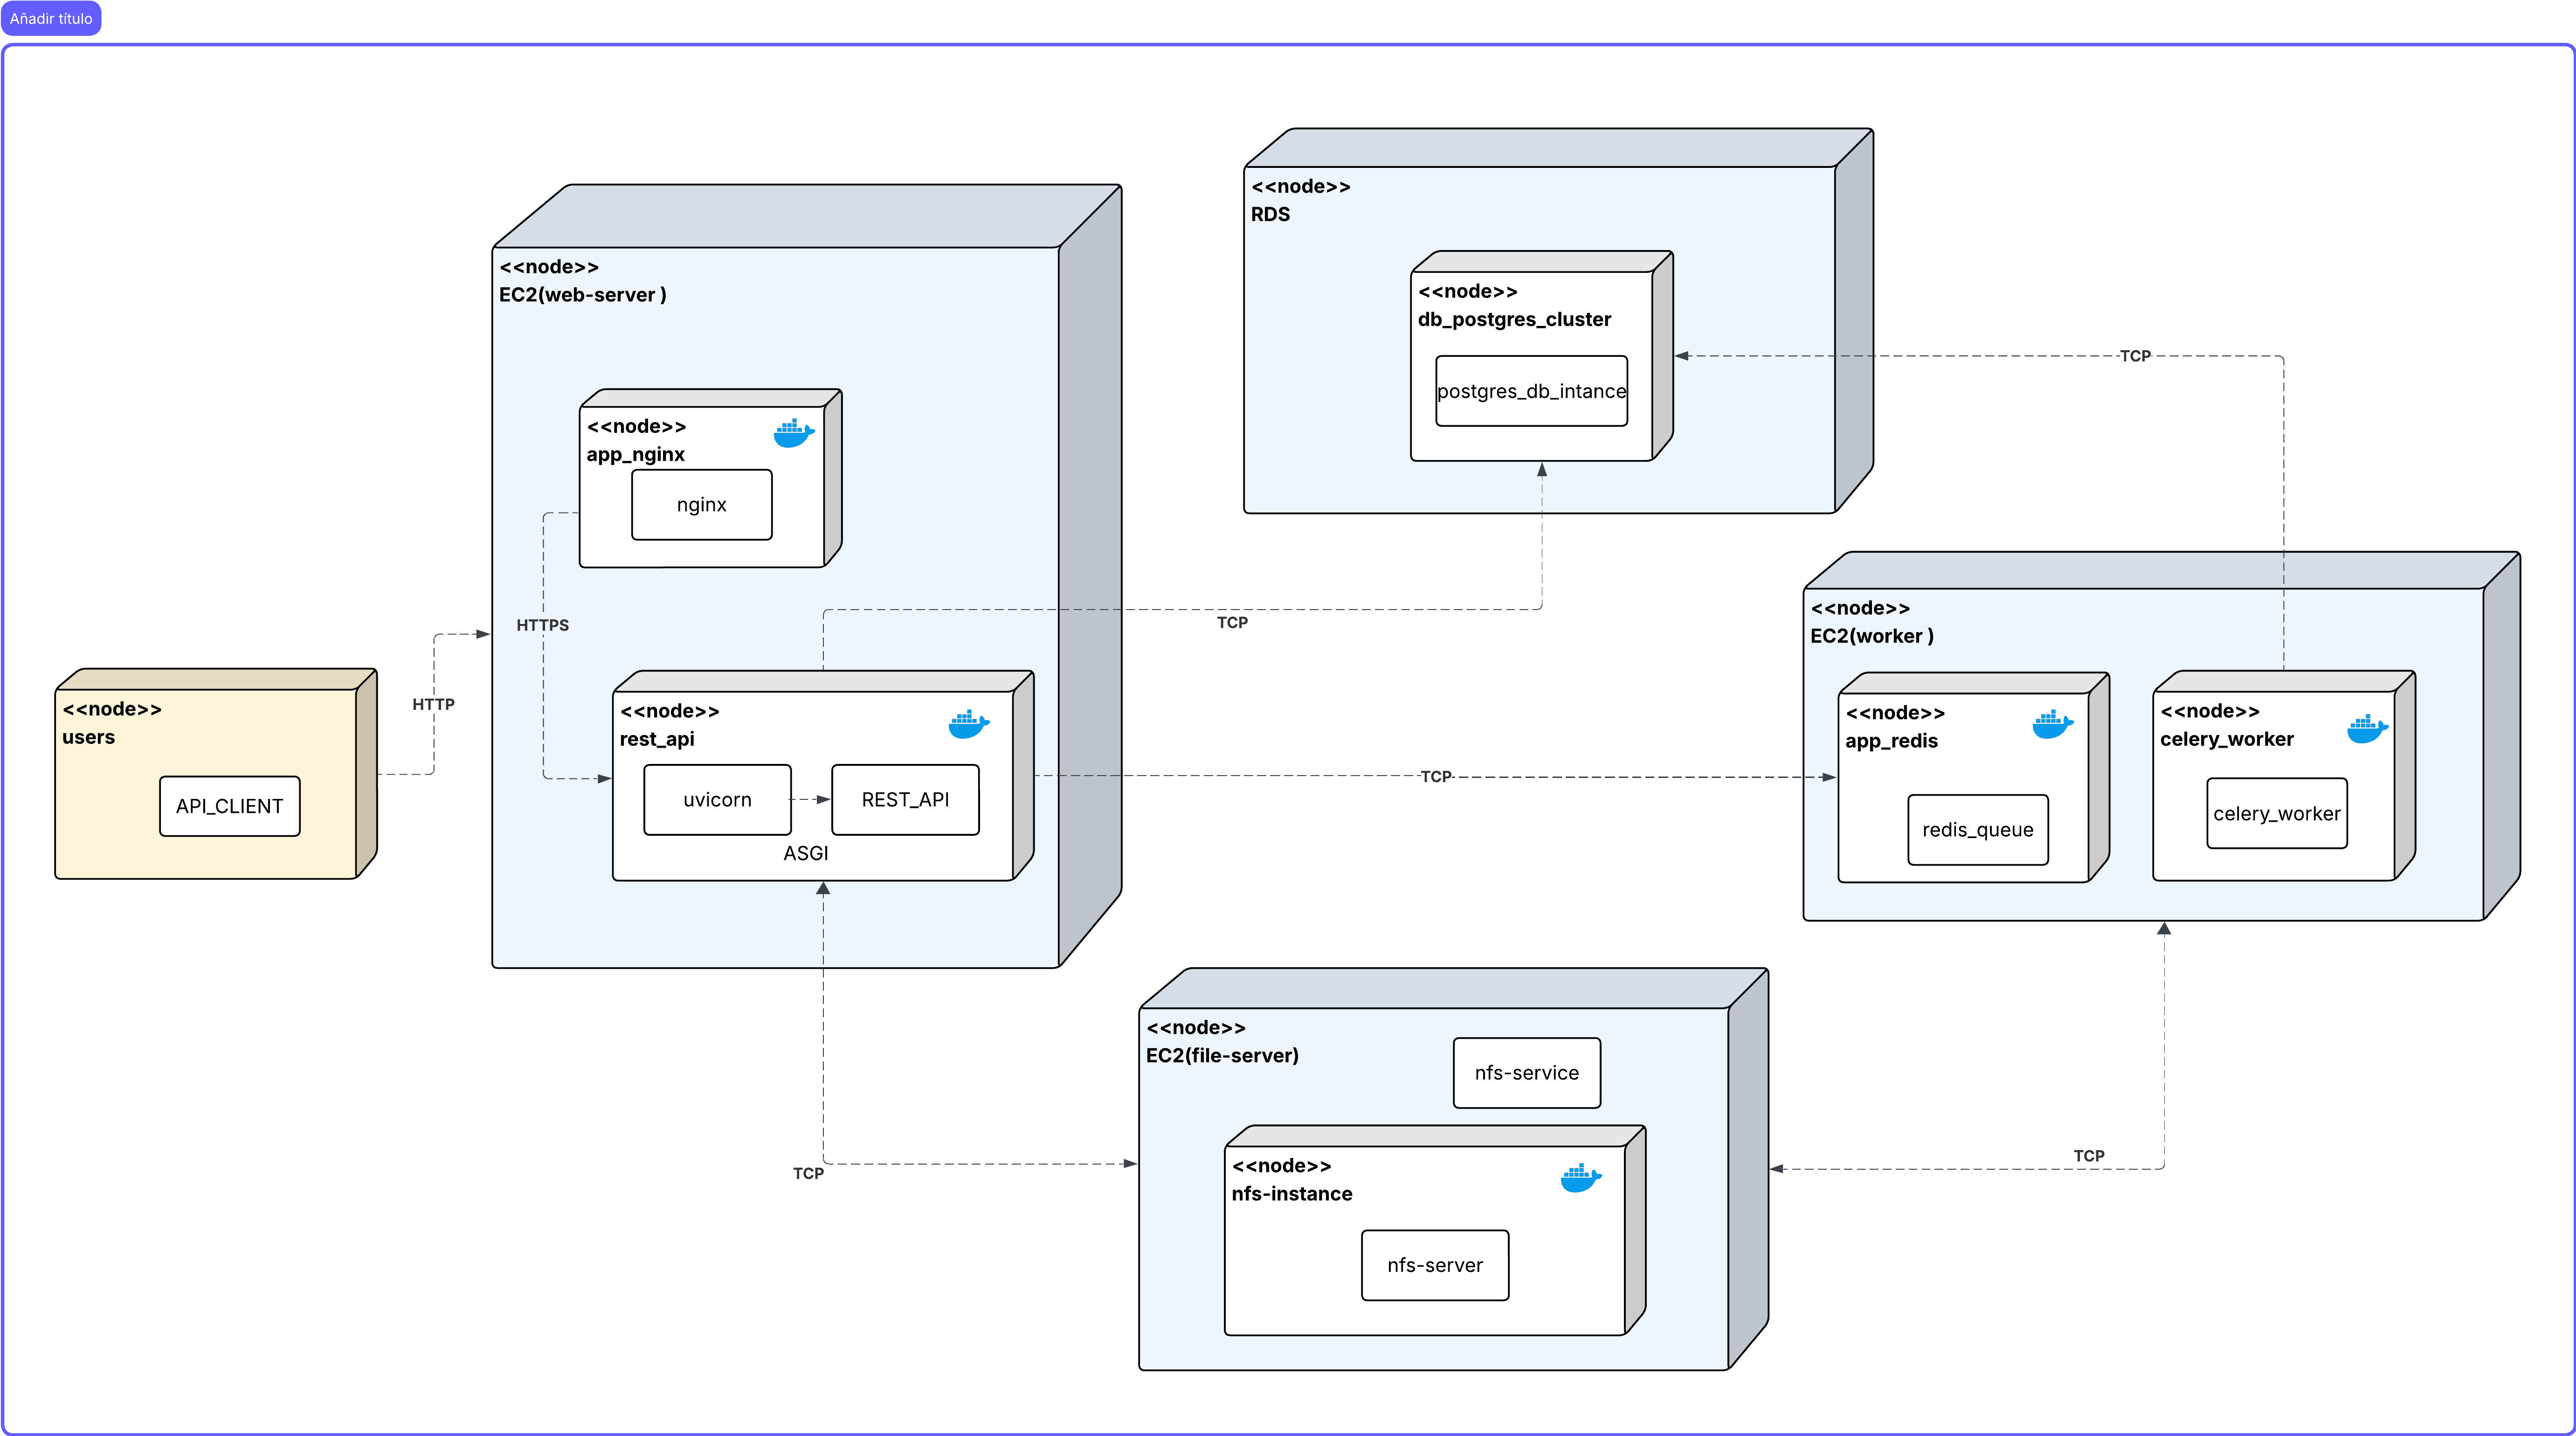 Añadir título
<<node>>
RDS
<<node>>
db_postgres_cluster
postgres_db_intance
TCP
<<node>>
EC2(web-server )
<<node>>
app_nginx
nginx
HTTPS
TCP
HTTP
<<node>>
users
API_CLIENT
<<node>>
rest_api
uvicorn
REST_API
ASGI
TCP
<<node>>
EC2(worker )
<<node>>
app_redis
redis_queue
<<node>>
celery_worker
celery_worker
<<node>>
EC2(file-server)
nfs-service
<<node>>
nfs-instance
nfs-server
TCP
TCP